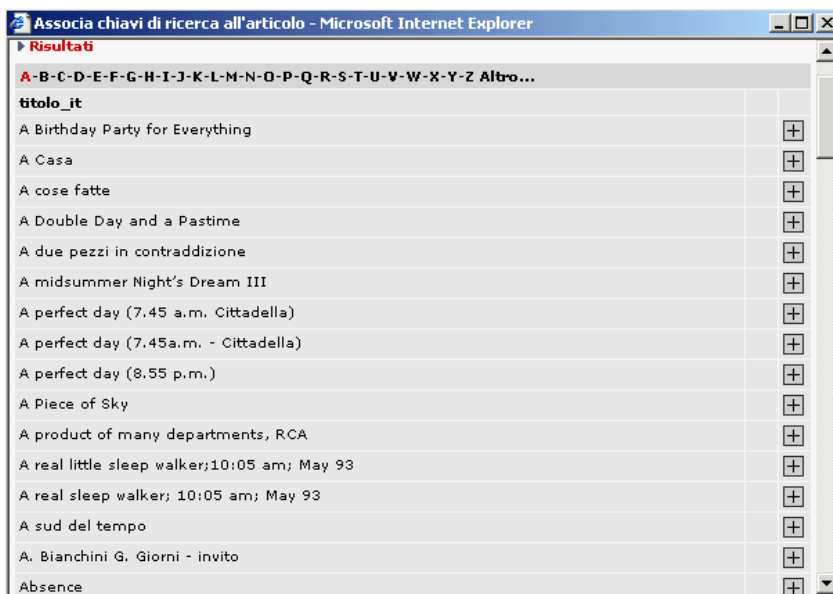 Associa chiavi di ricerca all'articolo - Microsoft Internet Explorer
Risultati
A-B-C-D-E-F-G-H-I-J-K-L-M-N-O-P-Q-R-S-T-U-V-W-X-Y-Z Altro...
titolo_it
A Birthday Party for Everything
A Casa
A cose fatte
A Double Day and a Pastime
A due pezzi in contraddizione
A midsummer Night's Dream III
A perfect day (7.45 a.m. Cittadella)
A perfect day (7.45a.m. - Cittadella)
A perfect day (8.55 p.m.)
A Piece of Sky
A product of many departments, RCA
A real little sleep walker;10:05 am; May 93
A real sleep walker; 10:05 am; May 93
A sud del tempo
A. Bianchini G. Giorni - invito
Absence